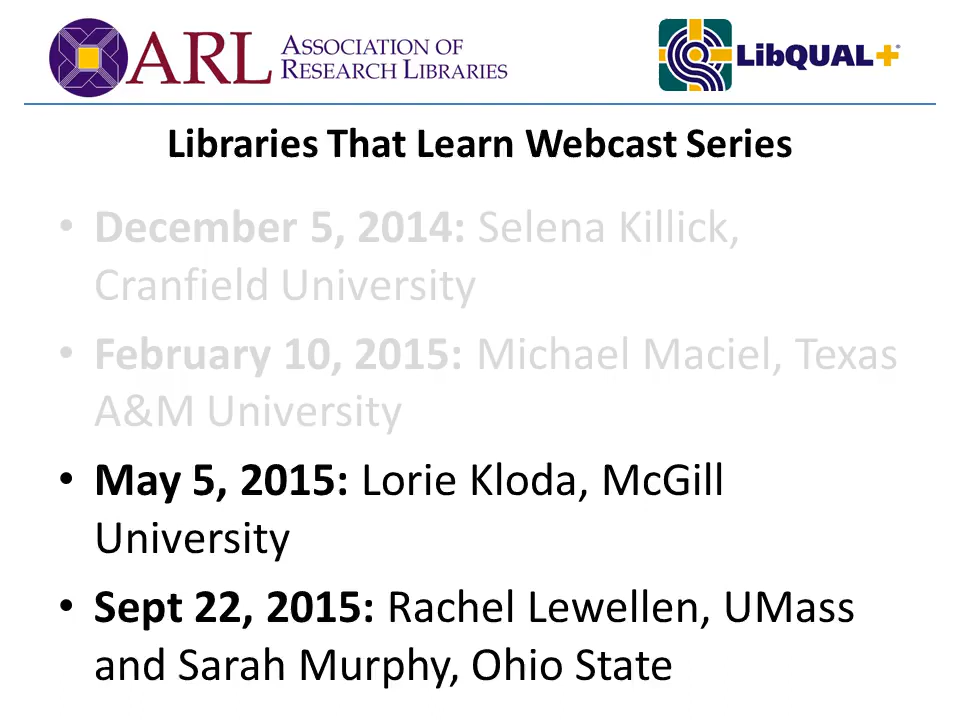 ARL ASSOCIATION OF
RESEARCH LIBRARIES
LibQUAL+®
Libraries That Learn Webcast Series
• December 5, 2014: Selena Killick,
Cranfield University
• February 10, 2015: Michael Maciel, Texas
A&M University
• May 5, 2015: Lorie Kloda, McGill
University
• Sept 22, 2015: Rachel Lewellen, UMass
and Sarah Murphy, Ohio State